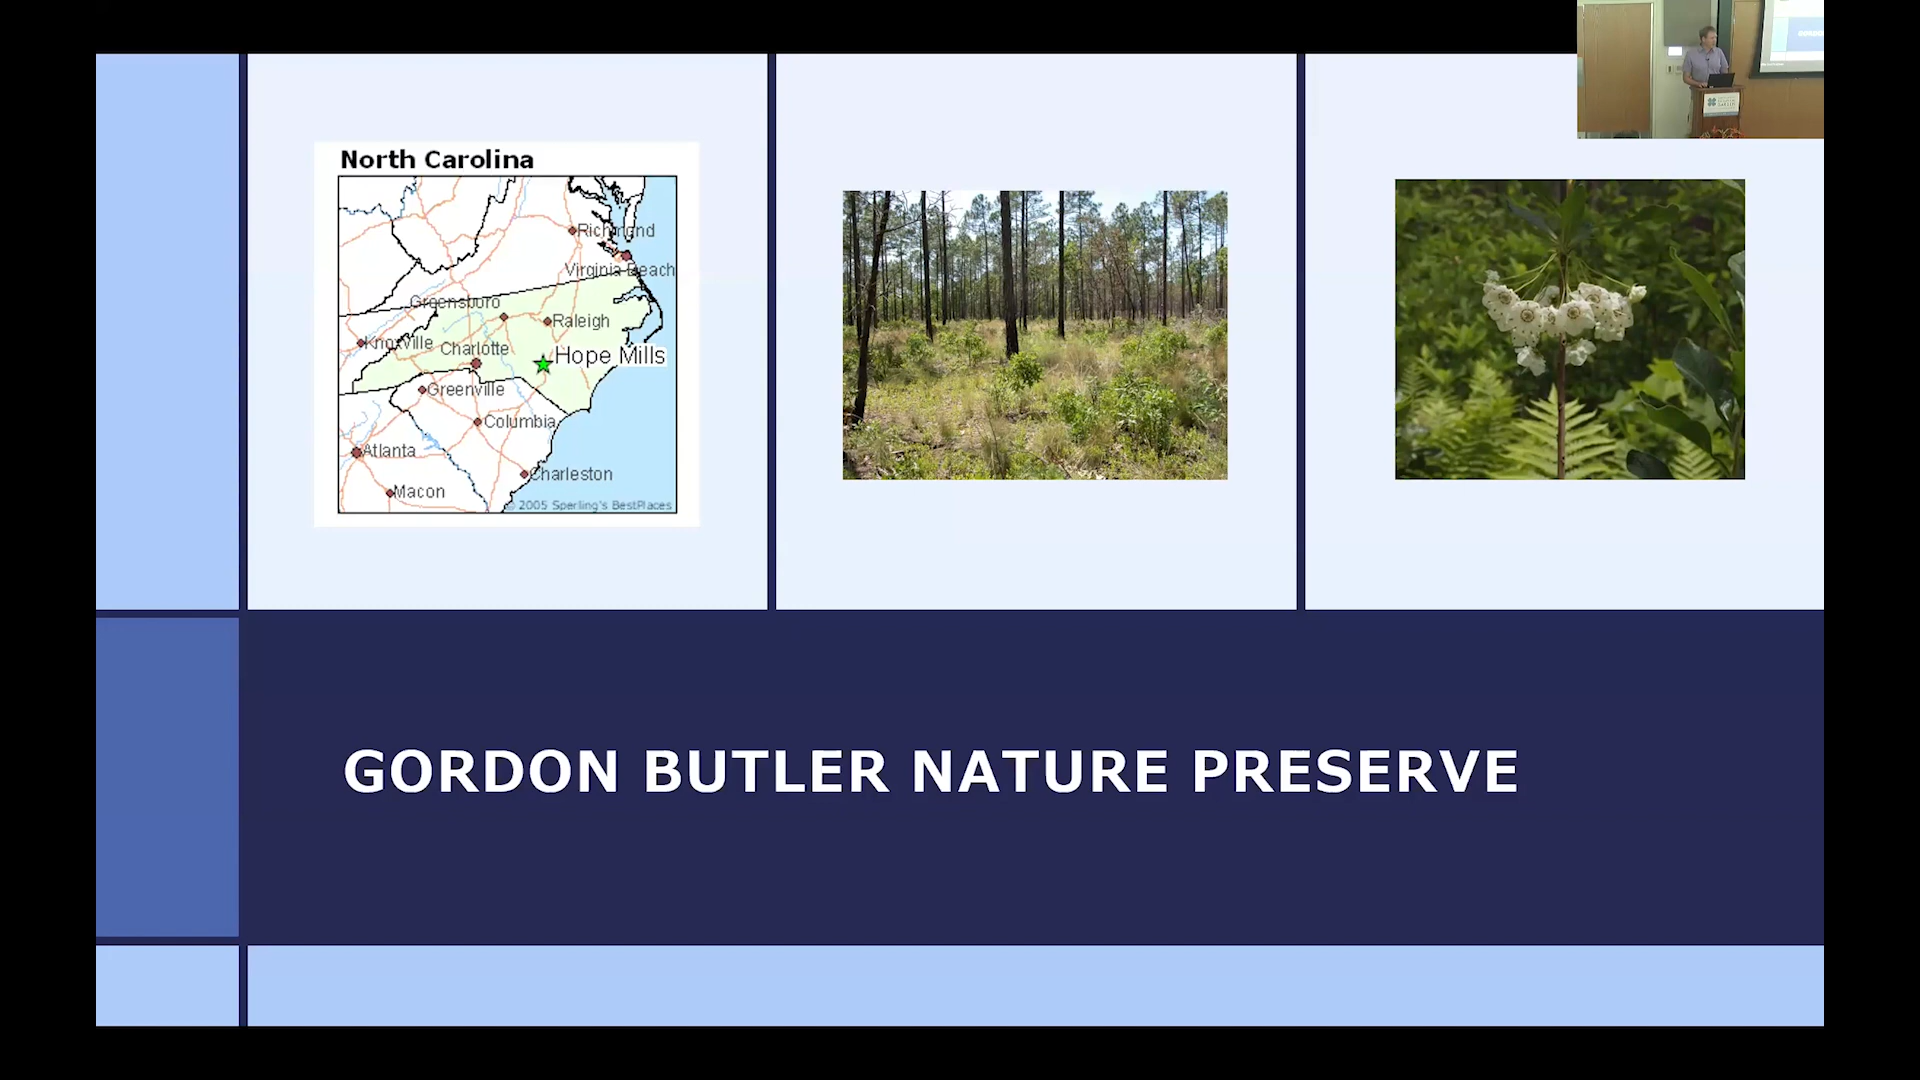 North Carolina
Richmond
Virginia Beach
Greensboro
Raleigh
Knoxville
Charlotte
Hope Mills
Greenville
Columbia
Atlanta
Charleston
Macon
© 2005 Sperling's BestPlaces
GORDON BUTLER NATURE PRESERVE